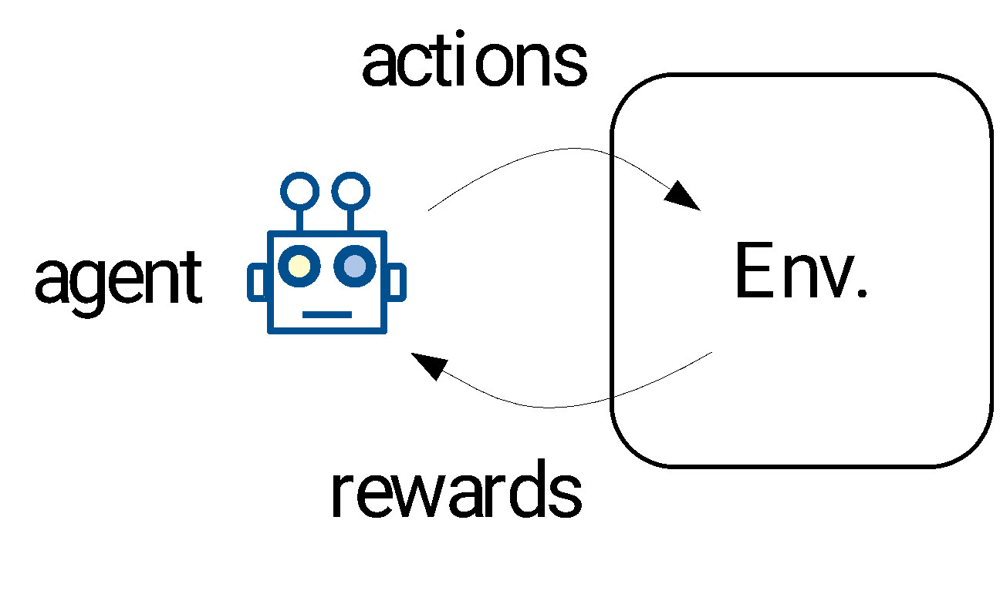 actions
agent
Env.
rewards